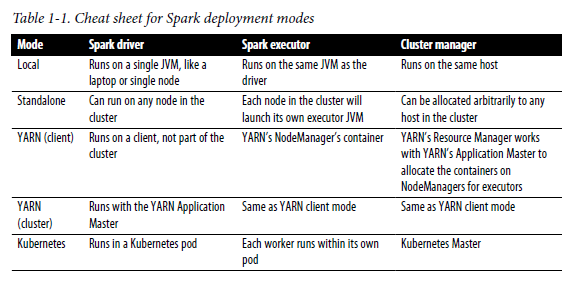 Table 1-1. Cheat sheet for Spark deployment modes
Mode Spark driver Spark executor Cluster manager
Local Runs on a single JVM, like a Runs on the same JVM as the Runs on the same host
laptop or single node driver
Standalone Can run on any node in the Each node in the cluster will Can be allocated arbitrarily to any
cluster launch its own executor JVM host in the cluster
YARN (client) Runs on a client, not part of the YARN’s NodeManager’s container YARN’s Resource Manager works
cluster with YARN’s Application Master to
allocate the containers on
NodeManagers for executors
YARN Runs with the YARN Application Same as YARN client mode Same as YARN client mode
(cluster) Master
Kubernetes Runs in a Kubernetes pod Each worker runs within its own Kubernetes Master
pod